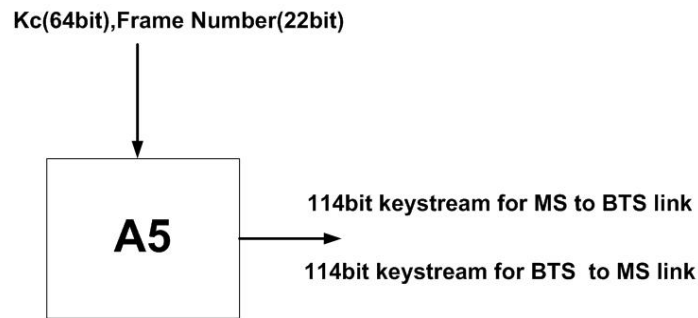 Kc(64bit),Frame Number(22bit)
A5
114bit keystream for MS to BTS link
114bit keystream for BTS to MS link